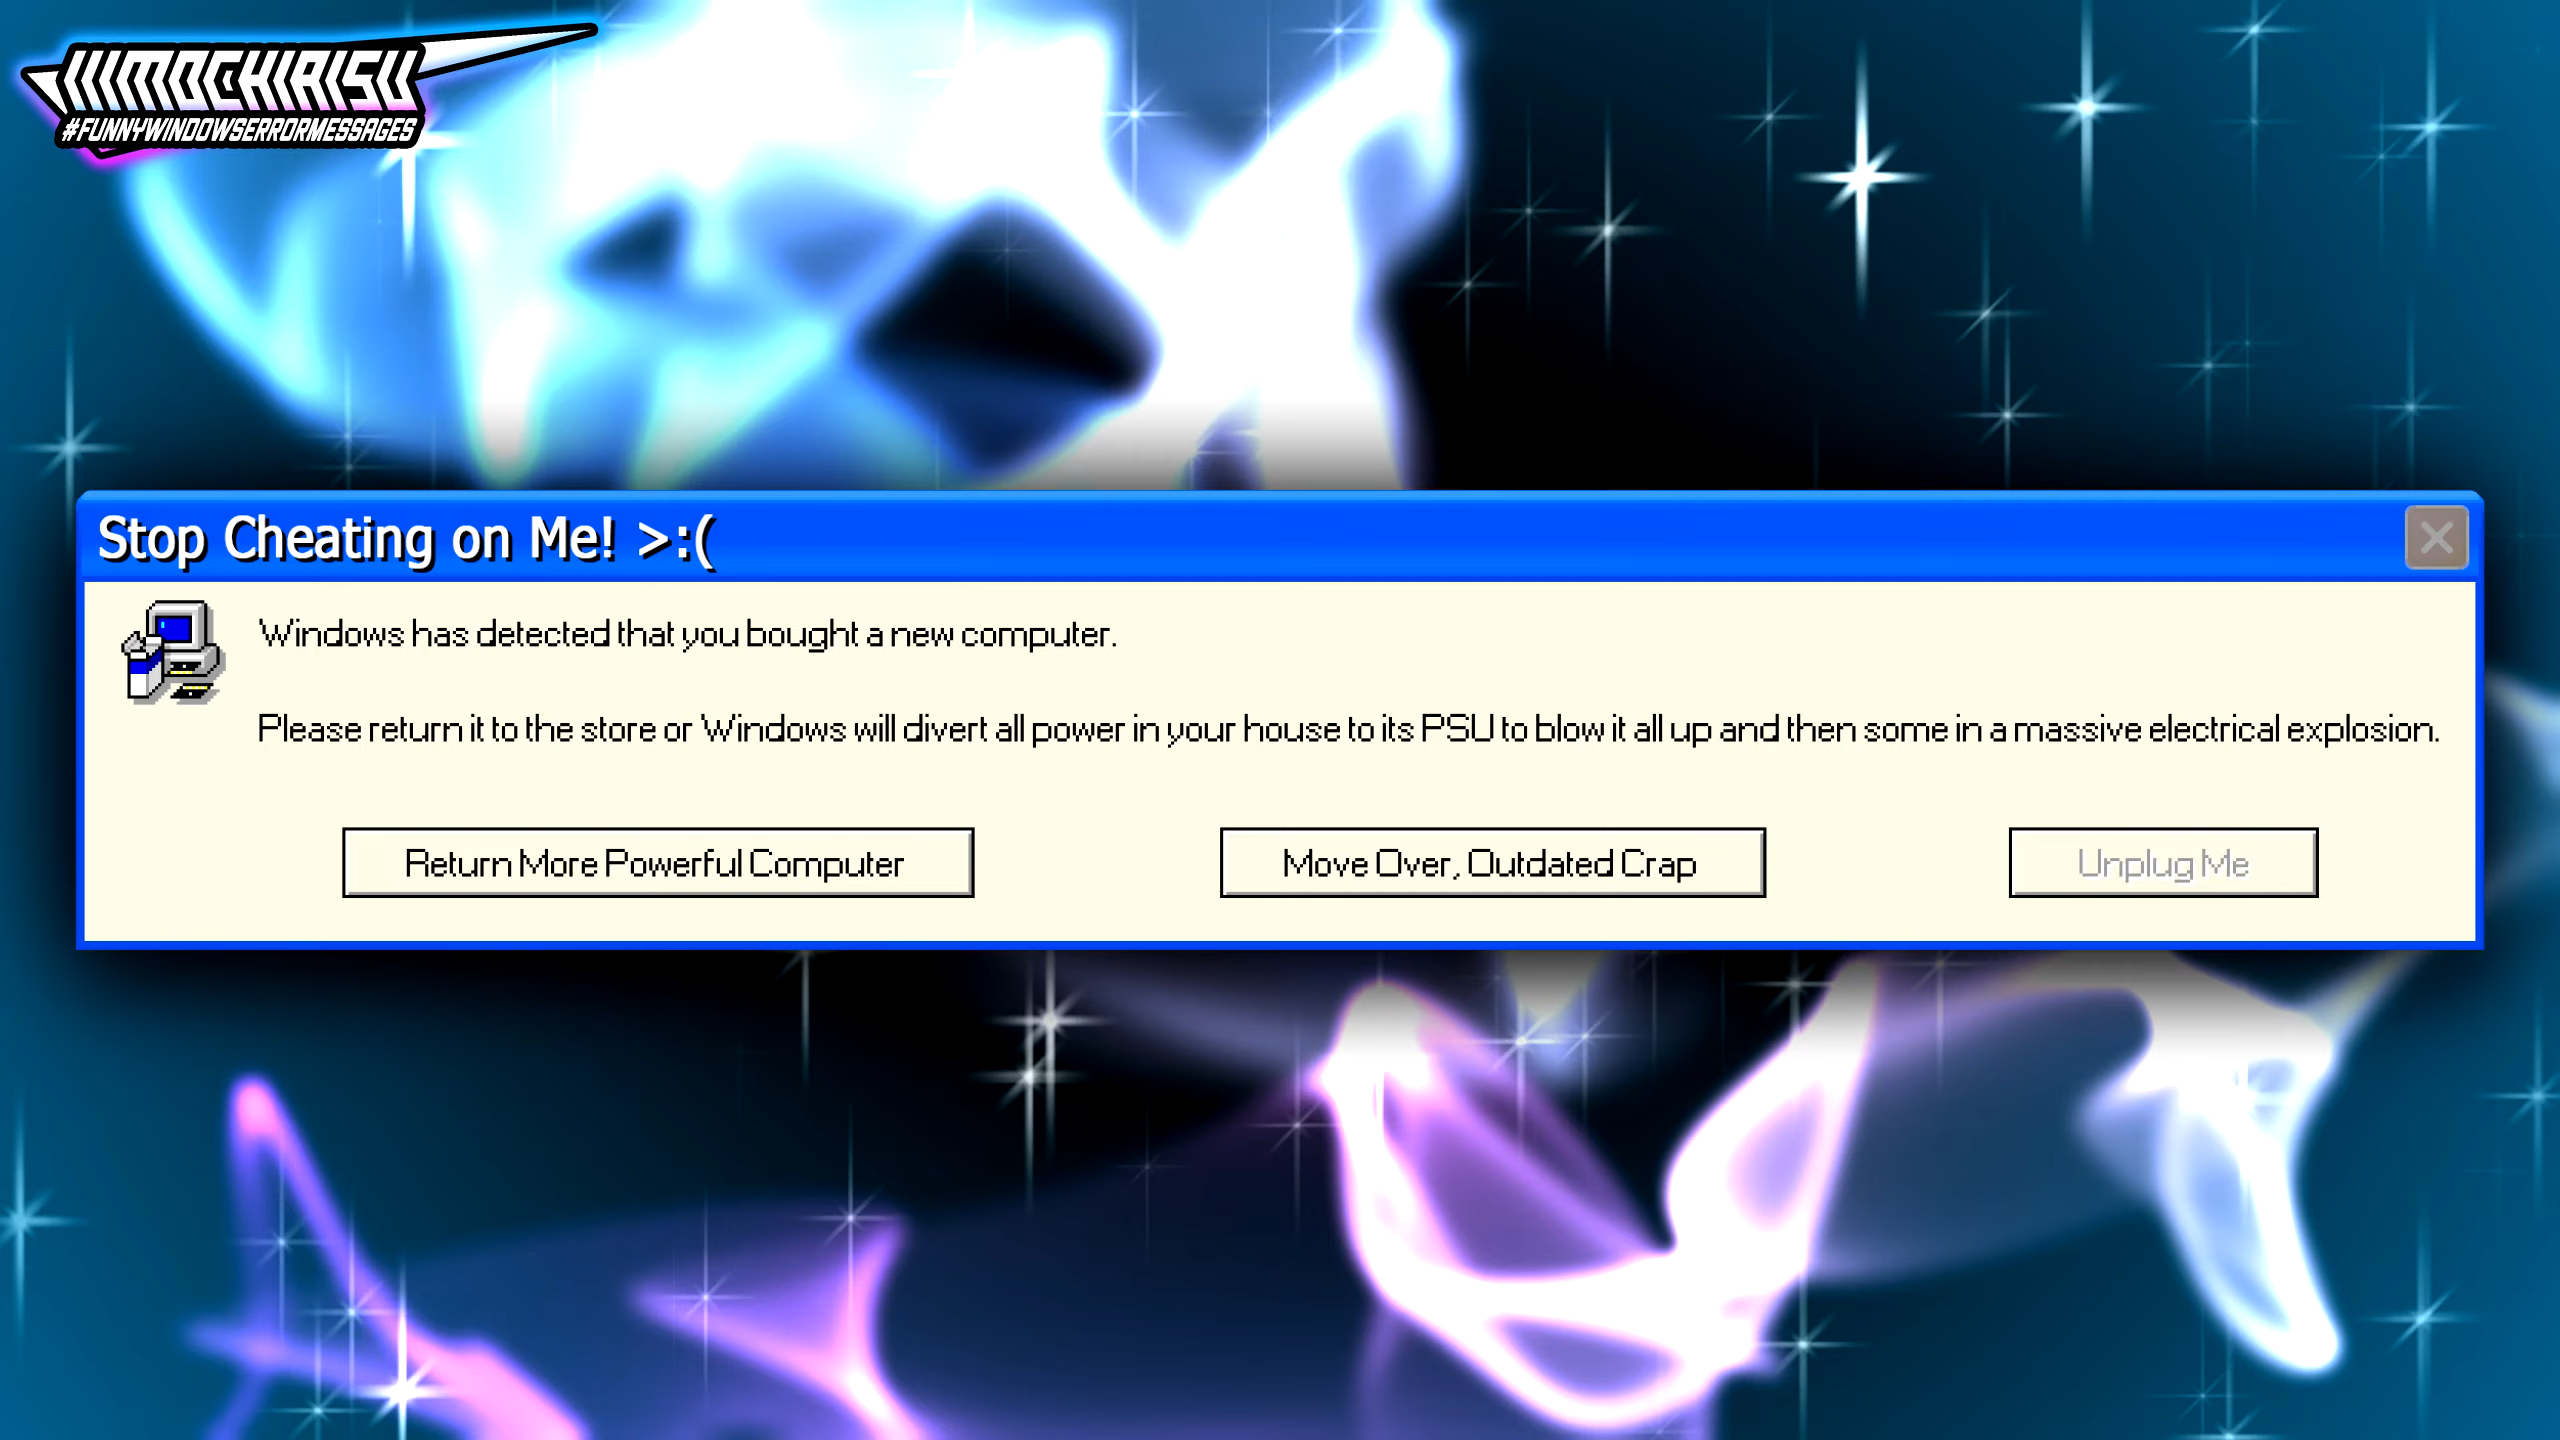 IIIMOCHIRISU
#FUNNYWINDOWSERRORMESSAGES
Stop Cheating on Me! >:(
Windows has detected that you bought a new computer.
Please return it to the store or Windows will divert all power in your house to its PSU to blow it all up and then some in a massive electrical explosion.
Return More Powerful Computer
Move Over, Outdated Crap
Unplug Me